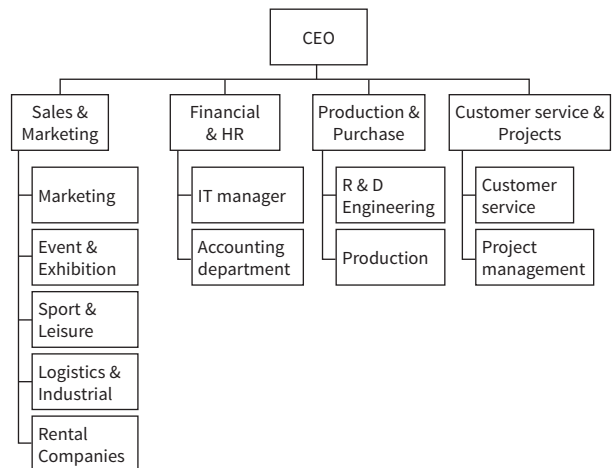 CEO
Sales &
Marketing
Financial
& HR
Production &
Purchase
Customer service &
Projects
Marketing
Event &
Exhibition
Sport &
Leisure
Logistics &
Industrial
Rental
Companies
IT manager
Accounting
department
R & D
Engineering
Production
Customer
service
Project
management